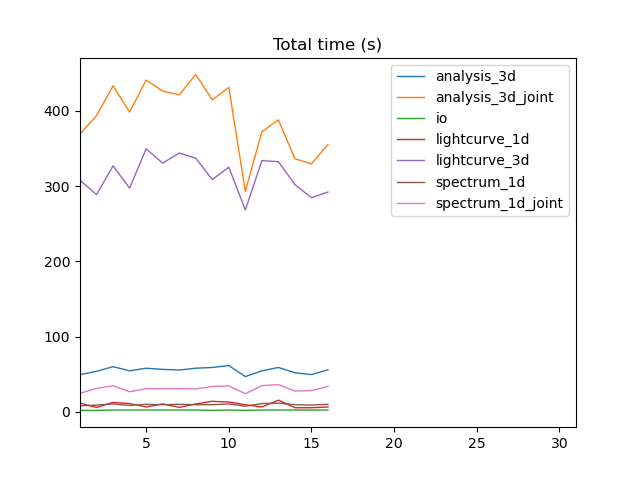 Total time (s)
analysis_3d
analysis_3d_joint
io
lightcurve_1d
lightcurve_3d
spectrum_1d
spectrum_1d_joint
400
300
200
100
0
5 10 15 20 25 30